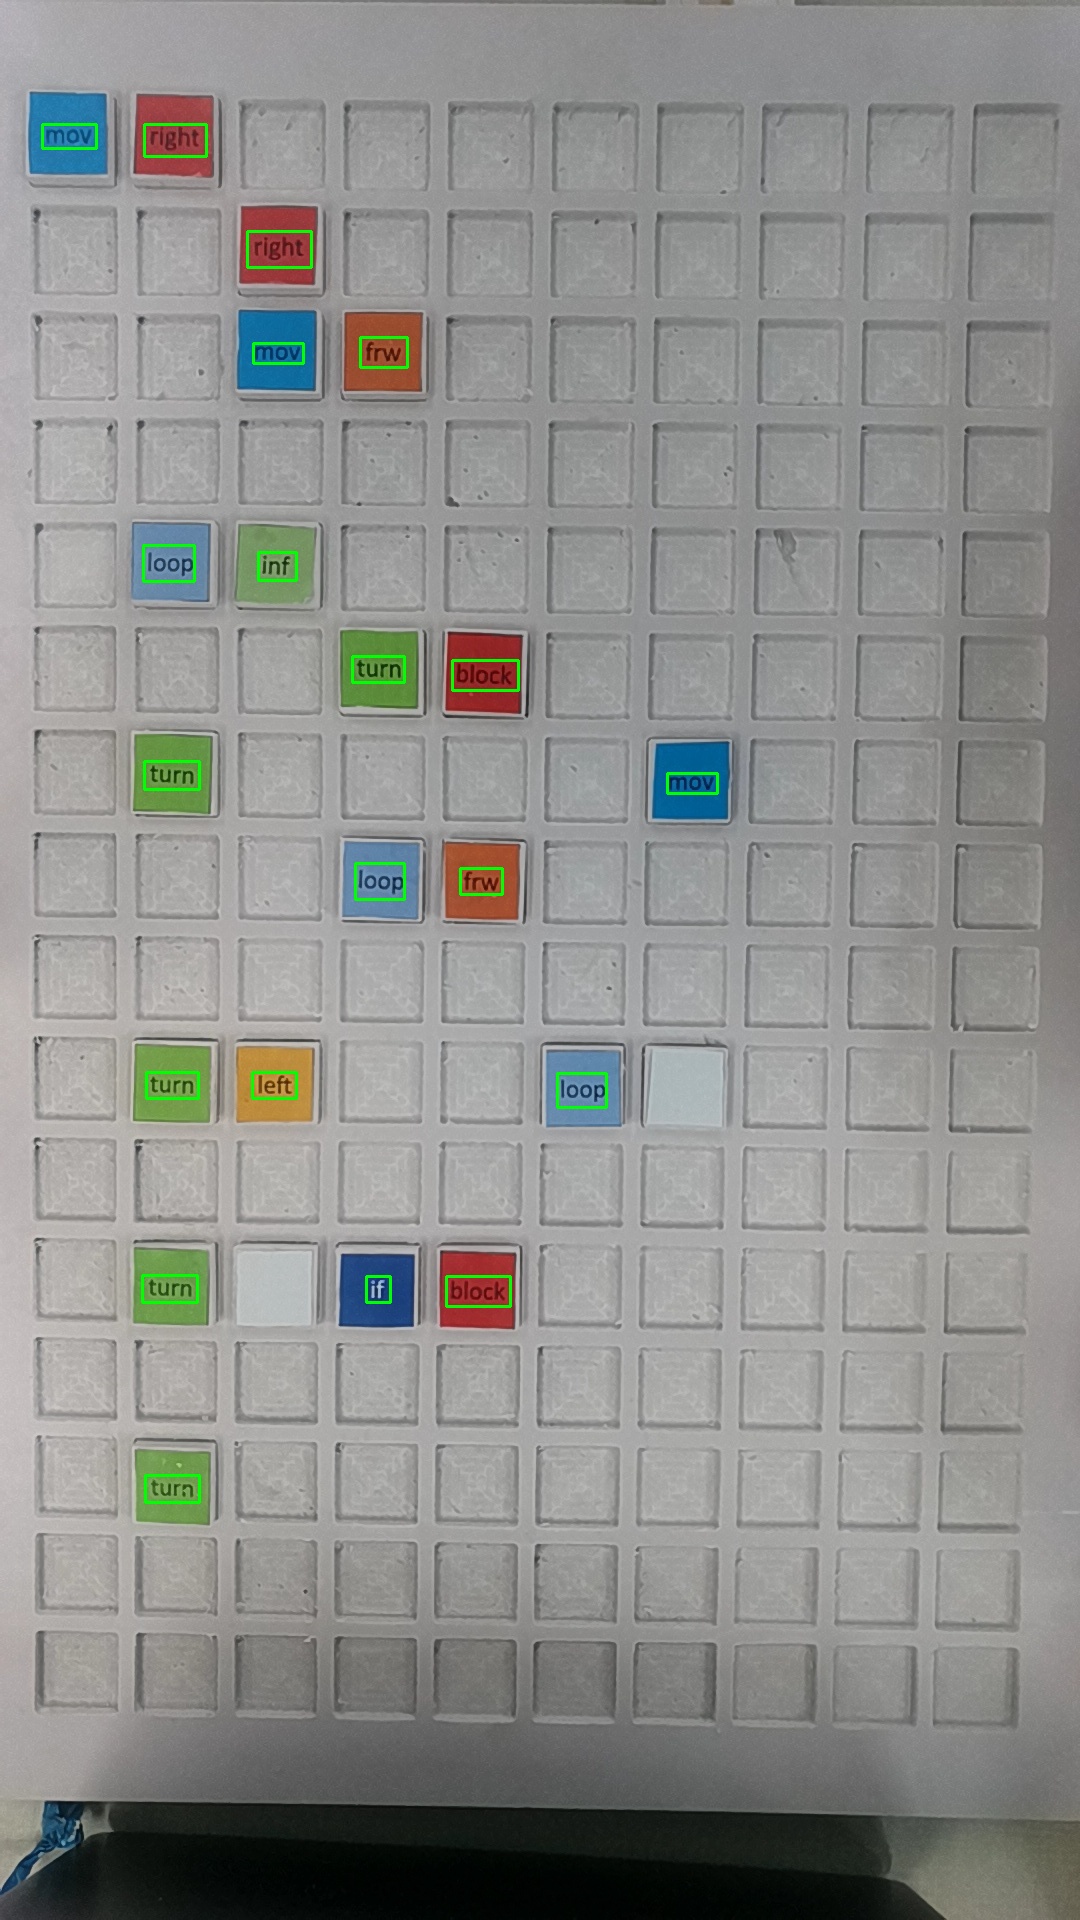 mov right
right
mov frw
loop inf
turn block
turn mov
loop frw
turn left loop
turn if block
turn